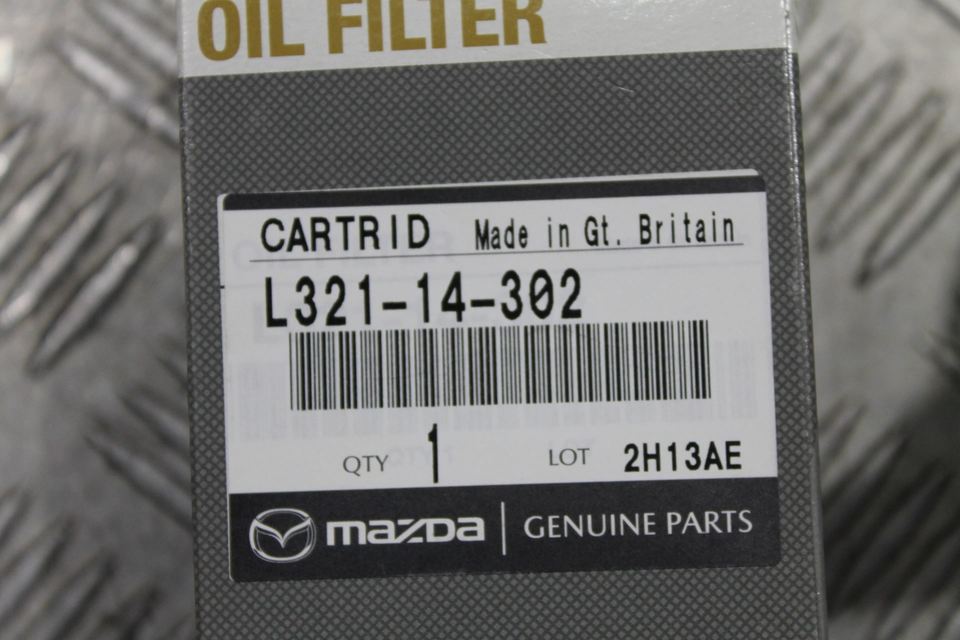 OIL FILTER
CARTRID Made in Gt. Britain
L321-14-302
QTY 1 LOT 2H13AE
mazda GENUINE PARTS